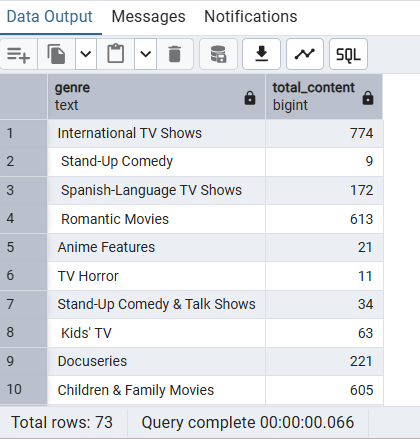 Data Output Messages Notifications
SQL
genre total_content
text bigint
1 International TV Shows 774
2 Stand-Up Comedy 9
3 Spanish-Language TV Shows 172
4 Romantic Movies 613
5 Anime Features 21
6 TV Horror 11
7 Stand-Up Comedy & Talk Shows 34
8 Kids' TV 63
9 Docuseries 221
10 Children & Family Movies 605
Total rows: 73 Query complete 00:00:00.066